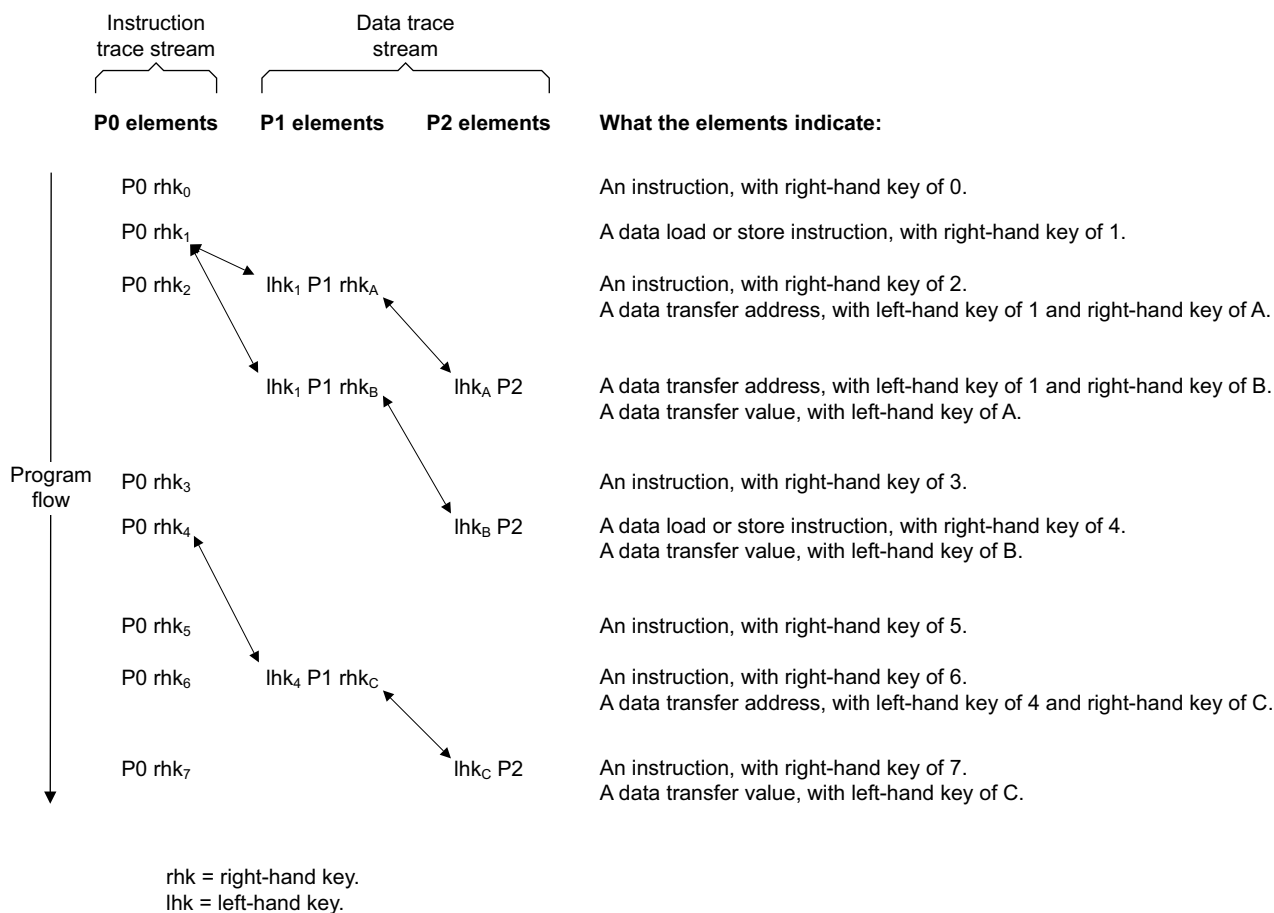 Instruction
trace stream
Data trace
stream
P0 elements P1 elements P2 elements What the elements indicate:
P0 rhk₀ An instruction, with right-hand key of 0.
P0 rhk₁ A data load or store instruction, with right-hand key of 1.
P0 rhk₂ lhk₁ P1 rhk_A An instruction, with right-hand key of 2.
A data transfer address, with left-hand key of 1 and right-hand key of A.
lhk₁ P1 rhk_B lhk_A P2 A data transfer address, with left-hand key of 1 and right-hand key of B.
A data transfer value, with left-hand key of A.
Program
flow
P0 rhk₃ An instruction, with right-hand key of 3.
P0 rhk₄ lhk_B P2 A data load or store instruction, with right-hand key of 4.
A data transfer value, with left-hand key of B.
P0 rhk₅ An instruction, with right-hand key of 5.
P0 rhk₆ lhk₄ P1 rhk_C An instruction, with right-hand key of 6.
A data transfer address, with left-hand key of 4 and right-hand key of C.
P0 rhk₇ lhk_C P2 An instruction, with right-hand key of 7.
A data transfer value, with left-hand key of C.
rhk = right-hand key.
lhk = left-hand key.